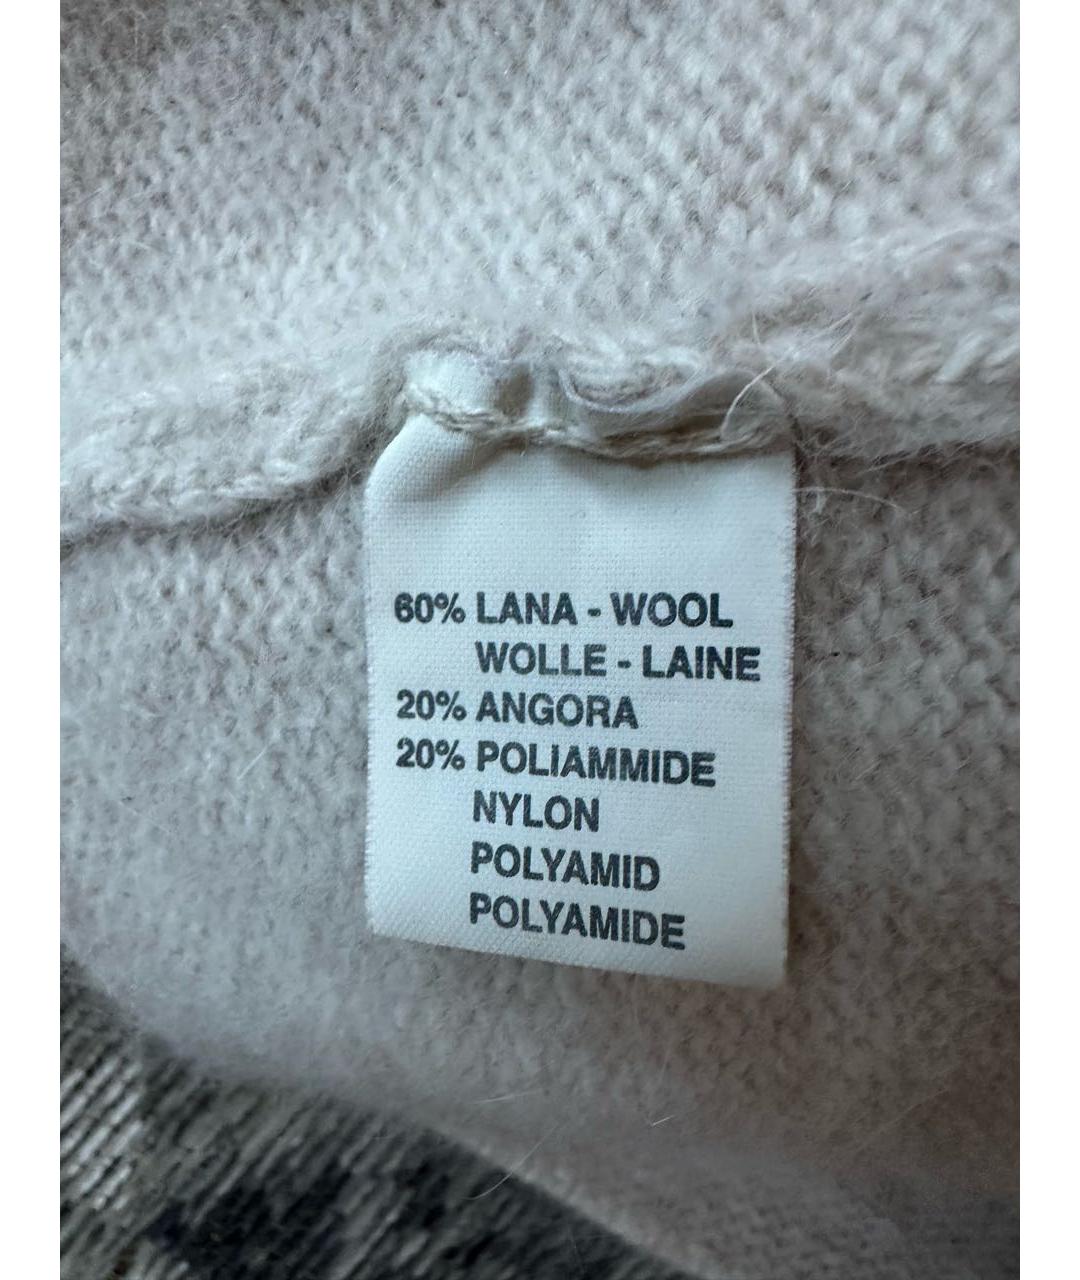 60% LANA - WOOL
WOLLE - LAINE
20% ANGORA
20% POLIAMMIDE
NYLON
POLYAMID
POLYAMIDE